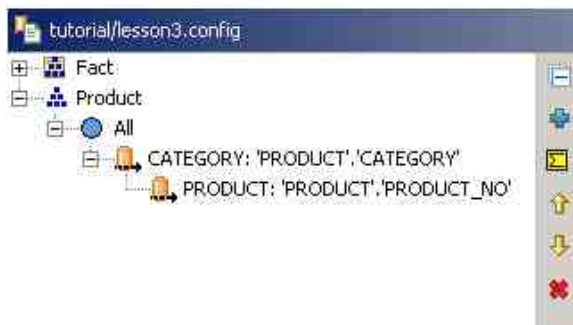 tutorial/lesson3.config
Fact
Product
All
CATEGORY: 'PRODUCT'.'CATEGORY'
PRODUCT: 'PRODUCT'.'PRODUCT_NO'